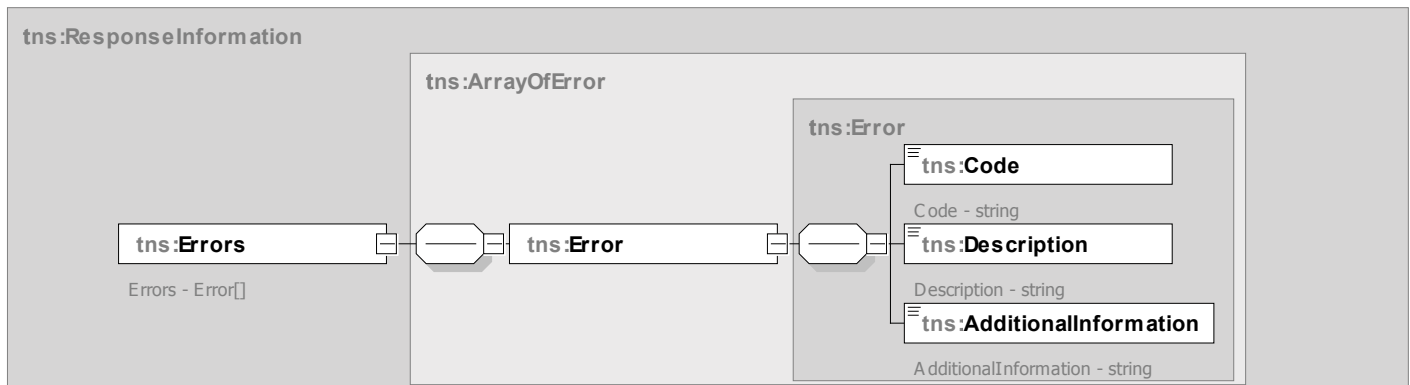 tns:ResponseInformation
tns:ArrayOfError
tns:Error
tns:Code
Code - string
tns:Errors
tns:Error
tns:Description
Errors - Error[]
Description - string
tns:AdditionalInformation
AdditionalInformation - string